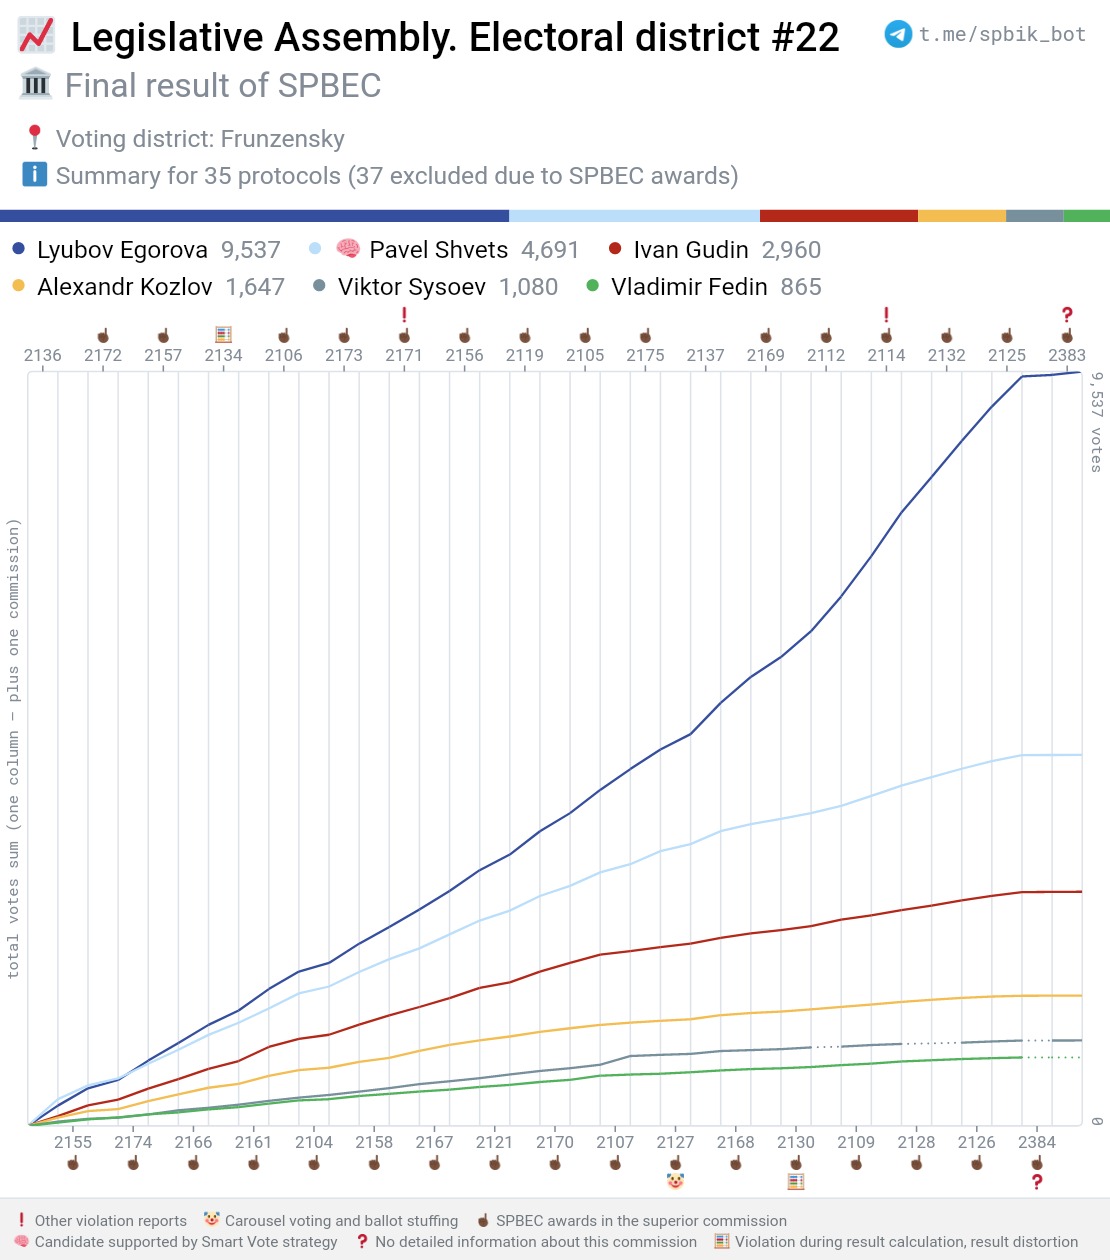 Legislative Assembly. Electoral district #22
t.me/spbik_bot
Final result of SPBEC
Voting district: Frunzensky
Summary for 35 protocols (37 excluded due to SPBEC awards)
Lyubov Egorova 9,537 Pavel Shvets 4,691 Ivan Gudin 2,960
Alexandr Kozlov 1,647 Viktor Sysoev 1,080 Vladimir Fedin 865
2136 2172 2157 2134 2106 2173 2171 2156 2119 2105 2175 2137 2169 2112 2114 2132 2125 2383
9,537 votes
total votes sum (one column – plus one commission)
0
2155 2174 2166 2161 2104 2158 2167 2121 2170 2107 2127 2168 2130 2109 2128 2126 2384
Other violation reports Carousel voting and ballot stuffing SPBEC awards in the superior commission
Candidate supported by Smart Vote strategy No detailed information about this commission Violation during result calculation, result distortion